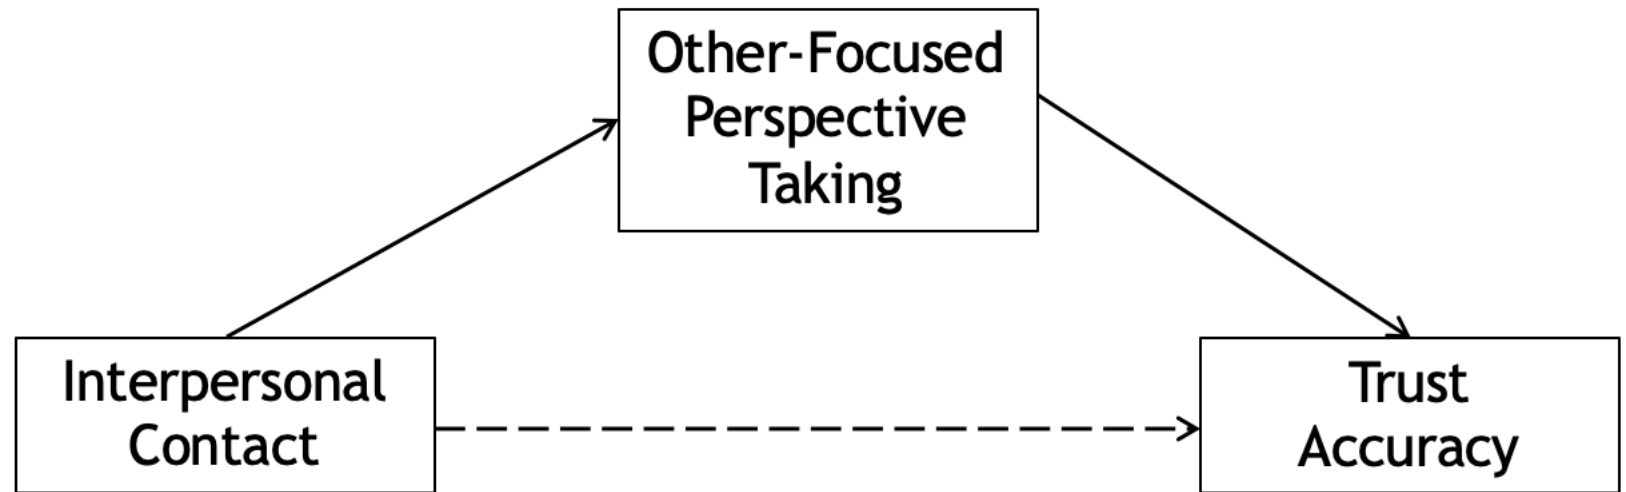 Other-Focused
Perspective
Taking
Interpersonal
Contact
Trust
Accuracy